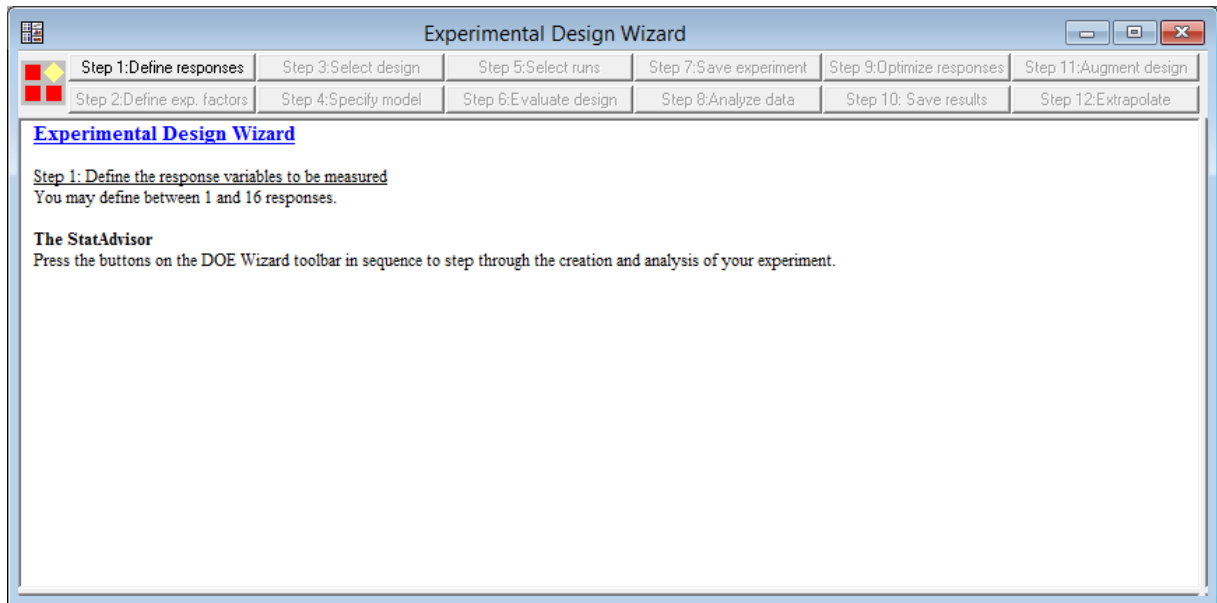 Experimental Design Wizard
Step 1:Define responses
Step 3:Select design
Step 5:Select runs
Step 7:Save experiment
Step 9:Optimize responses
Step 11:Augment design
Step 2:Define exp. factors
Step 4:Specify model
Step 6:Evaluate design
Step 8:Analyze data
Step 10: Save results
Step 12:Extrapolate
Experimental Design Wizard
Step 1: Define the response variables to be measured
You may define between 1 and 16 responses.
The StatAdvisor
Press the buttons on the DOE Wizard toolbar in sequence to step through the creation and analysis of your experiment.